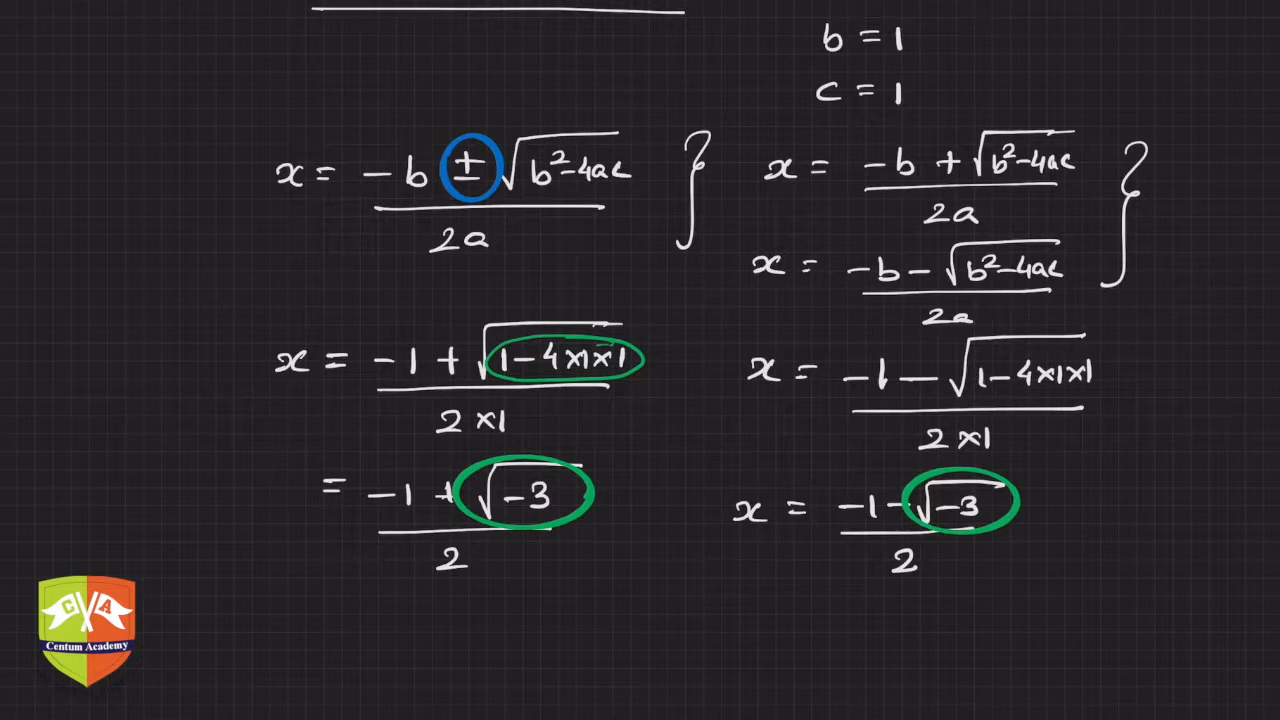 b = 1
c = 1
x = -b ± √b²-4ac / 2a
x = -b + √b²-4ac / 2a
x = -b - √b²-4ac / 2a
x = -1 + √1-4×1×1 / 2×1
x = -1 - √1-4×1×1 / 2×1
= -1 + √-3 / 2
x = -1 - √-3 / 2
C A
Centum Academy